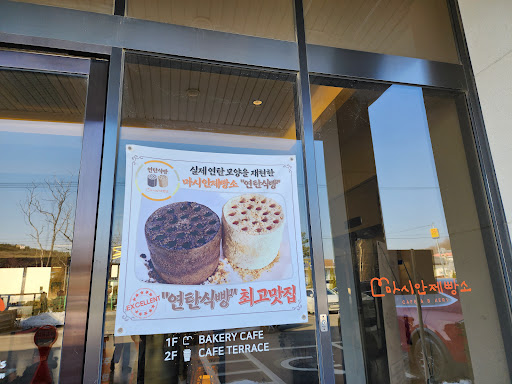 연탄식빵
실제 연탄 모양을 재현한
마시안제빵소 "연탄식빵"
EXCELLENT
"연탄식빵" 최고맛집
1F BAKERY CAFE
2F CAFE TERRACE
마시안제빵소